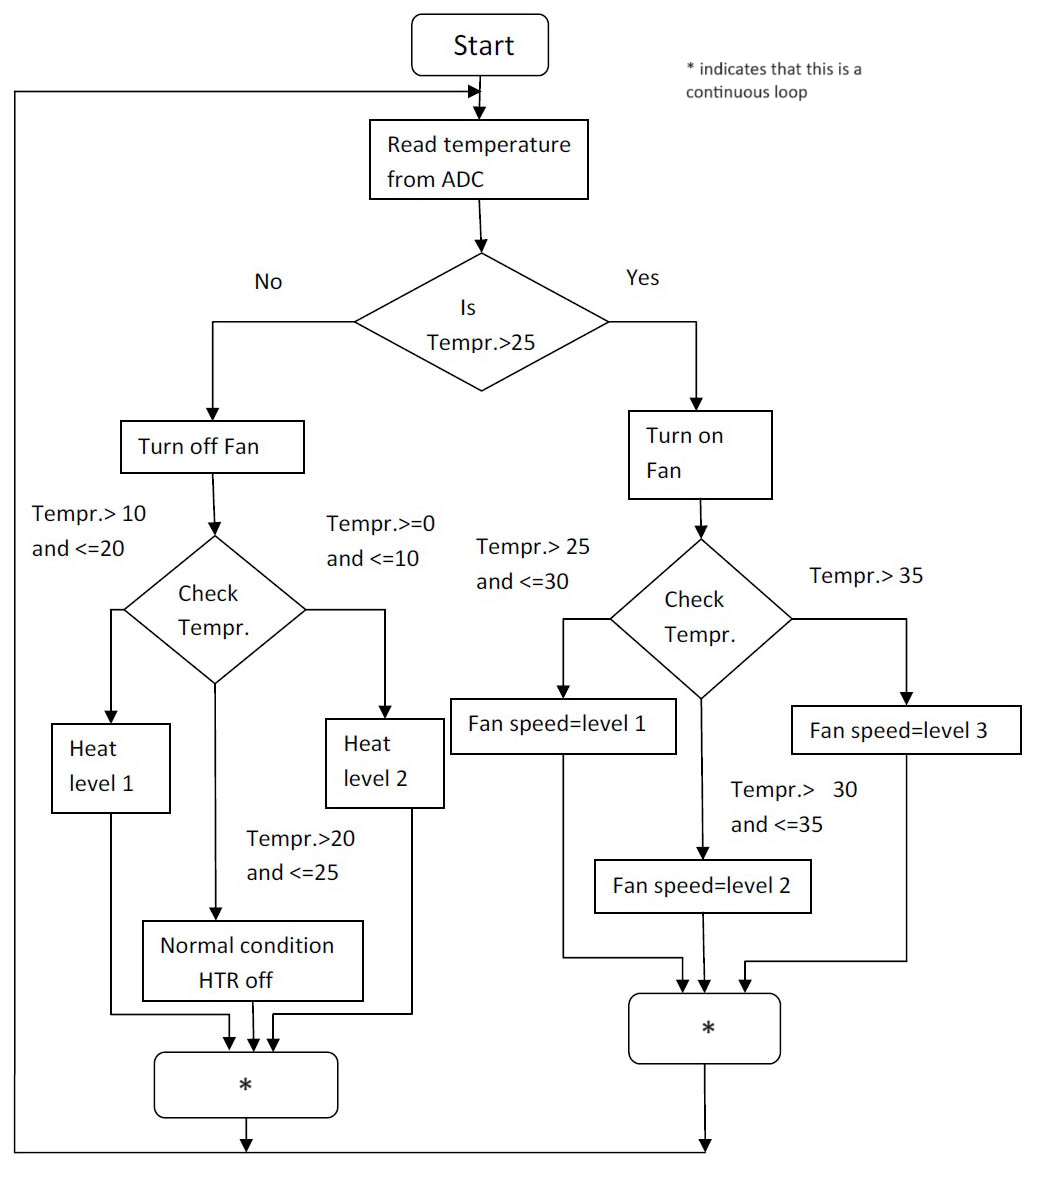 Start
* indicates that this is a
continuous loop
Read temperature
from ADC
No
Yes
Is
Tempr.>25
Turn off Fan
Turn on
Fan
Tempr.> 10
and <=20
Tempr.>=0
and <=10
Tempr.> 25
and <=30
Tempr.> 35
Check
Tempr.
Check
Tempr.
Heat
level 1
Heat
level 2
Fan speed=level 1
Fan speed=level 3
Tempr.> 30
and <=35
Tempr.>20
and <=25
Fan speed=level 2
Normal condition
HTR off
*
*